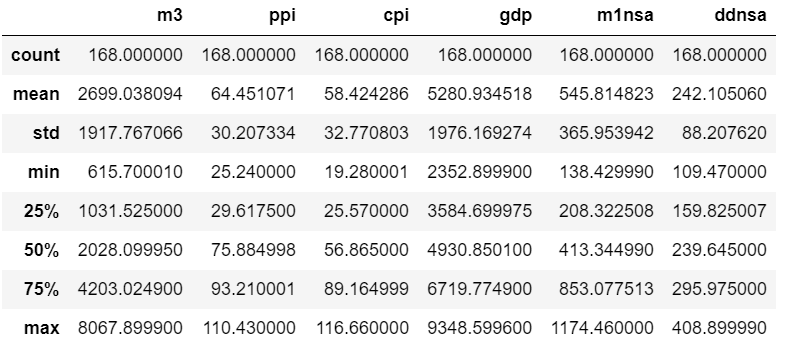 m3 ppi cpi gdp m1nsa ddnsa
count 168.000000 168.000000 168.000000 168.000000 168.000000 168.000000
mean 2699.038094 64.451071 58.424286 5280.934518 545.814823 242.105060
std 1917.767066 30.207334 32.770803 1976.169274 365.953942 88.207620
min 615.700010 25.240000 19.280001 2352.899900 138.429990 109.470000
25% 1031.525000 29.617500 25.570000 3584.699975 208.322508 159.825007
50% 2028.099950 75.884998 56.865000 4930.850100 413.344990 239.645000
75% 4203.024900 93.210001 89.164999 6719.774900 853.077513 295.975000
max 8067.899900 110.430000 116.660000 9348.599600 1174.460000 408.899990